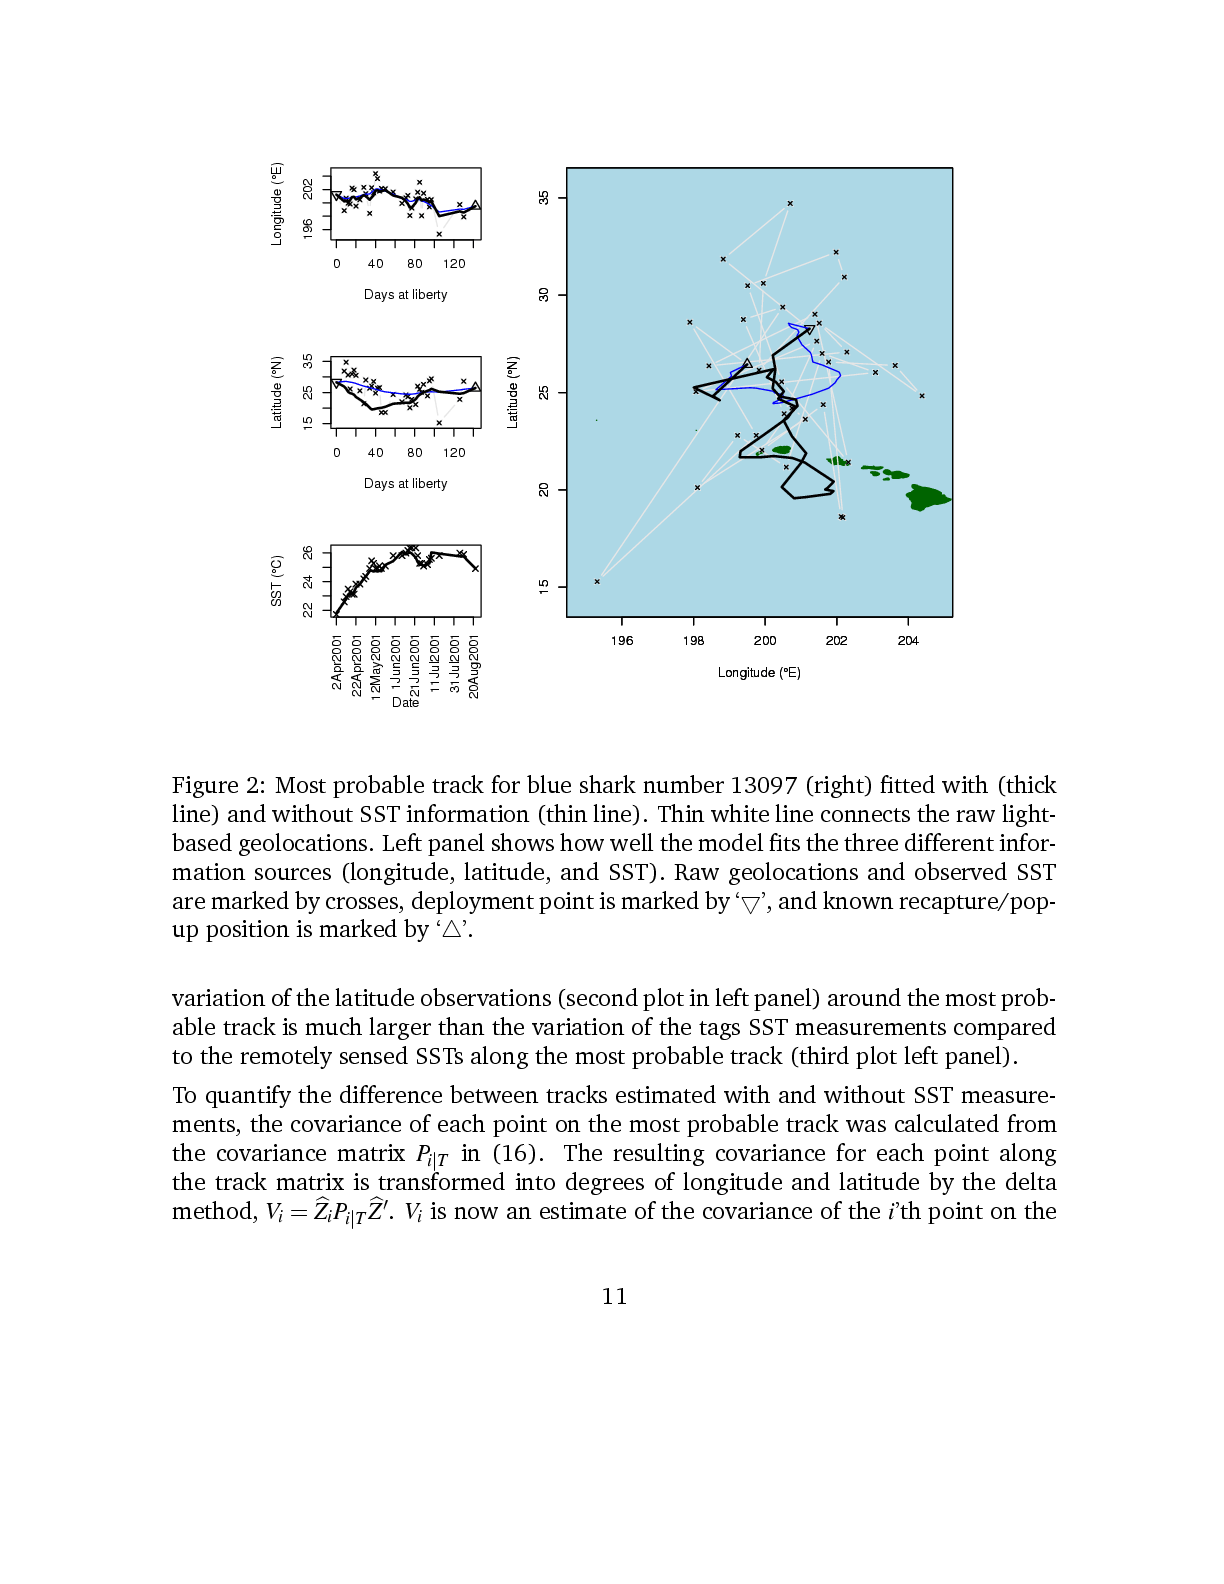 Longitude (°E)
196 202
0 40 80 120
Days at liberty
Latitude (°N)
15 25 35
0 40 80 120
Days at liberty
SST (°C)
22 24 26
2Apr2001
22Apr2001
12May2001
1Jun2001
21Jun2001
11Jul2001
31Jul2001
20Aug2001
Date
Latitude (°N)
35
30
25
20
15
196 198 200 202 204
Longitude (°E)
Figure 2: Most probable track for blue shark number 13097 (right) fitted with (thick
line) and without SST information (thin line). Thin white line connects the raw light-
based geolocations. Left panel shows how well the model fits the three different infor-
mation sources (longitude, latitude, and SST). Raw geolocations and observed SST
are marked by crosses, deployment point is marked by ‘▽’, and known recapture/pop-
up position is marked by ‘△’.
variation of the latitude observations (second plot in left panel) around the most prob-
able track is much larger than the variation of the tags SST measurements compared
to the remotely sensed SSTs along the most probable track (third plot left panel).
To quantify the difference between tracks estimated with and without SST measure-
ments, the covariance of each point on the most probable track was calculated from
the covariance matrix P_{i|T} in (16). The resulting covariance for each point along
the track matrix is transformed into degrees of longitude and latitude by the delta
method, V_i = Ẑ_i P_{i|T} Ẑ′. V_i is now an estimate of the covariance of the i’th point on the
11